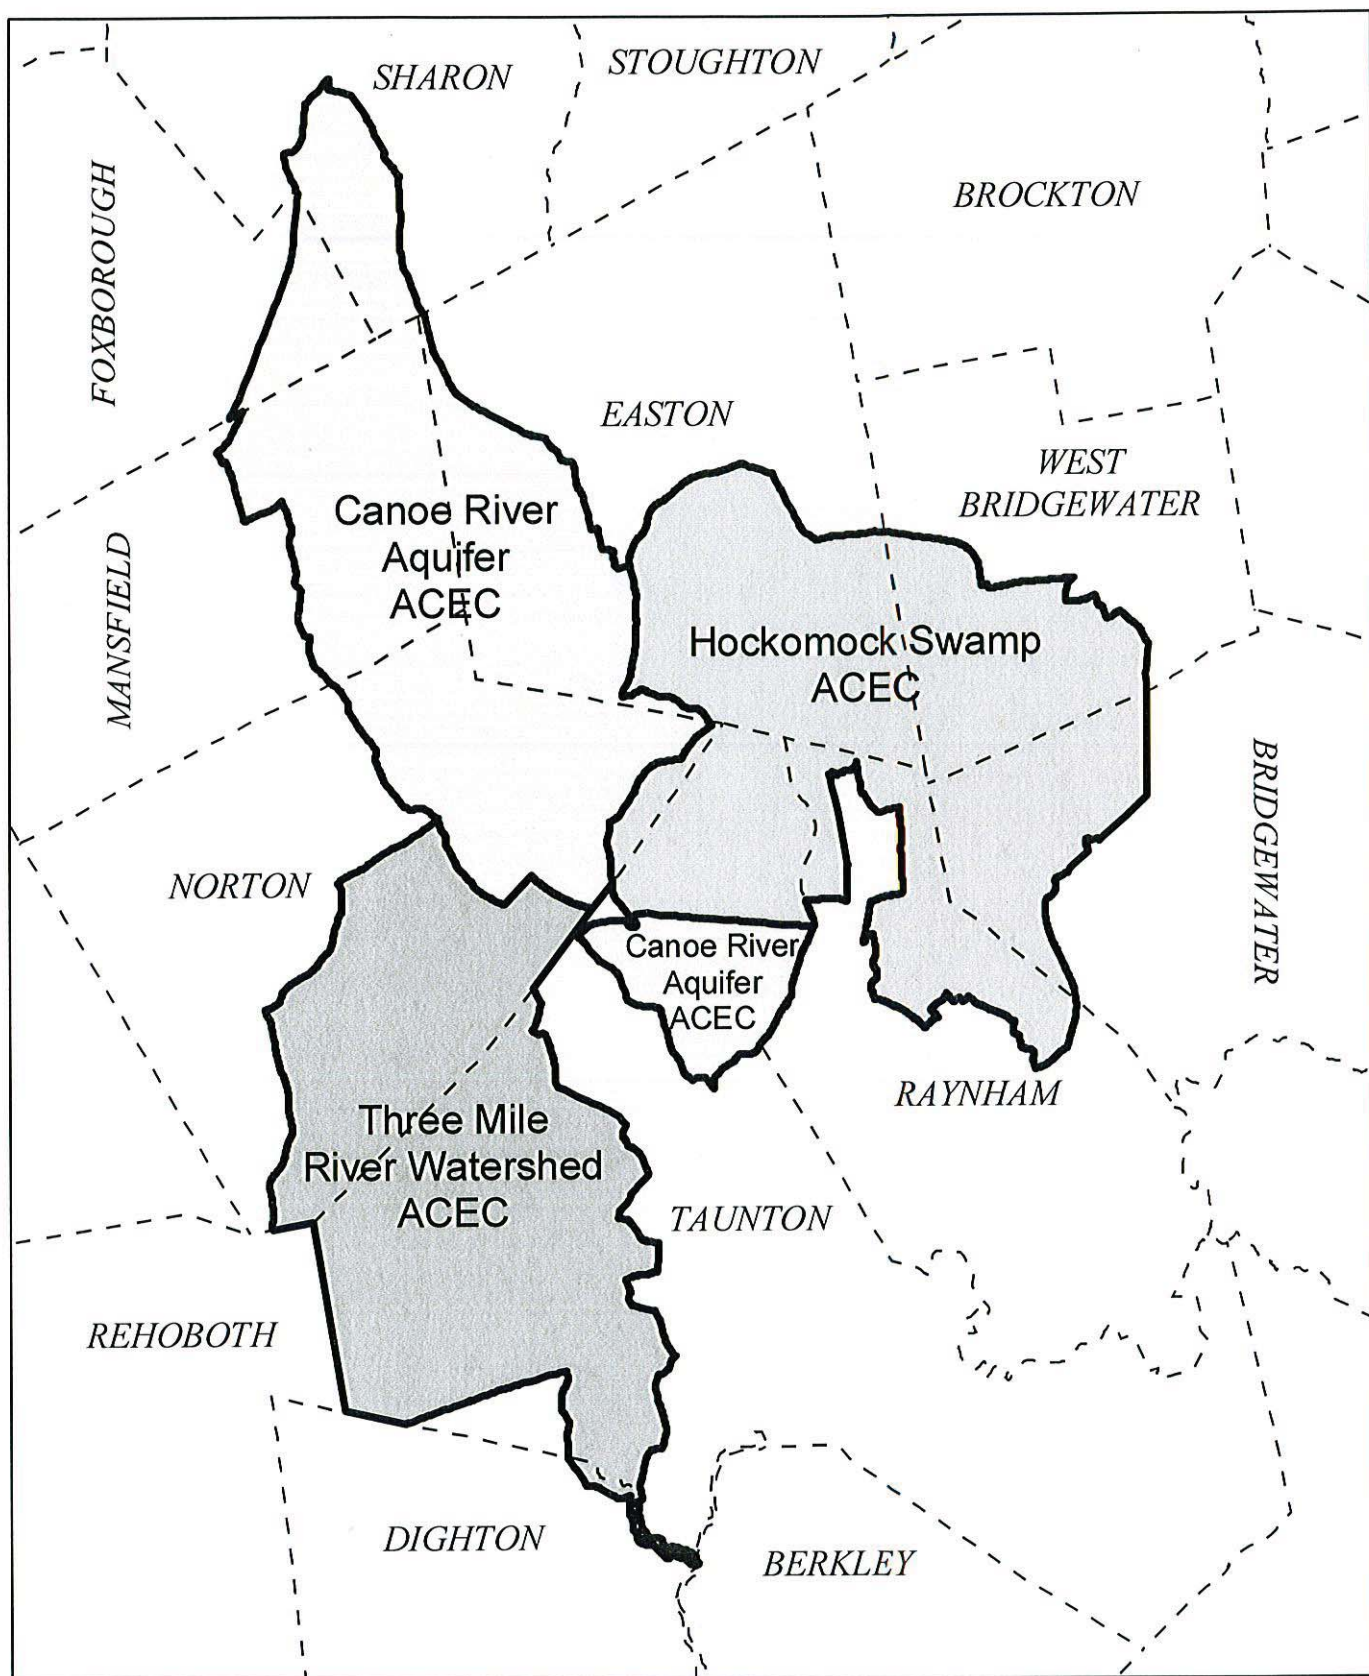 SHARON
STOUGHTON
BROCKTON
FOXBOROUGH
EASTON
WEST
BRIDGEWATER
Canoe River
Aquifer
ACEC
MANSFIELD
Hockomock Swamp
ACEC
BRIDGEWATER
NORTON
Canoe River
Aquifer
ACEC
RAYNHAM
Three Mile
River Watershed
ACEC
TAUNTON
REHOBOTH
DIGHTON
BERKLEY